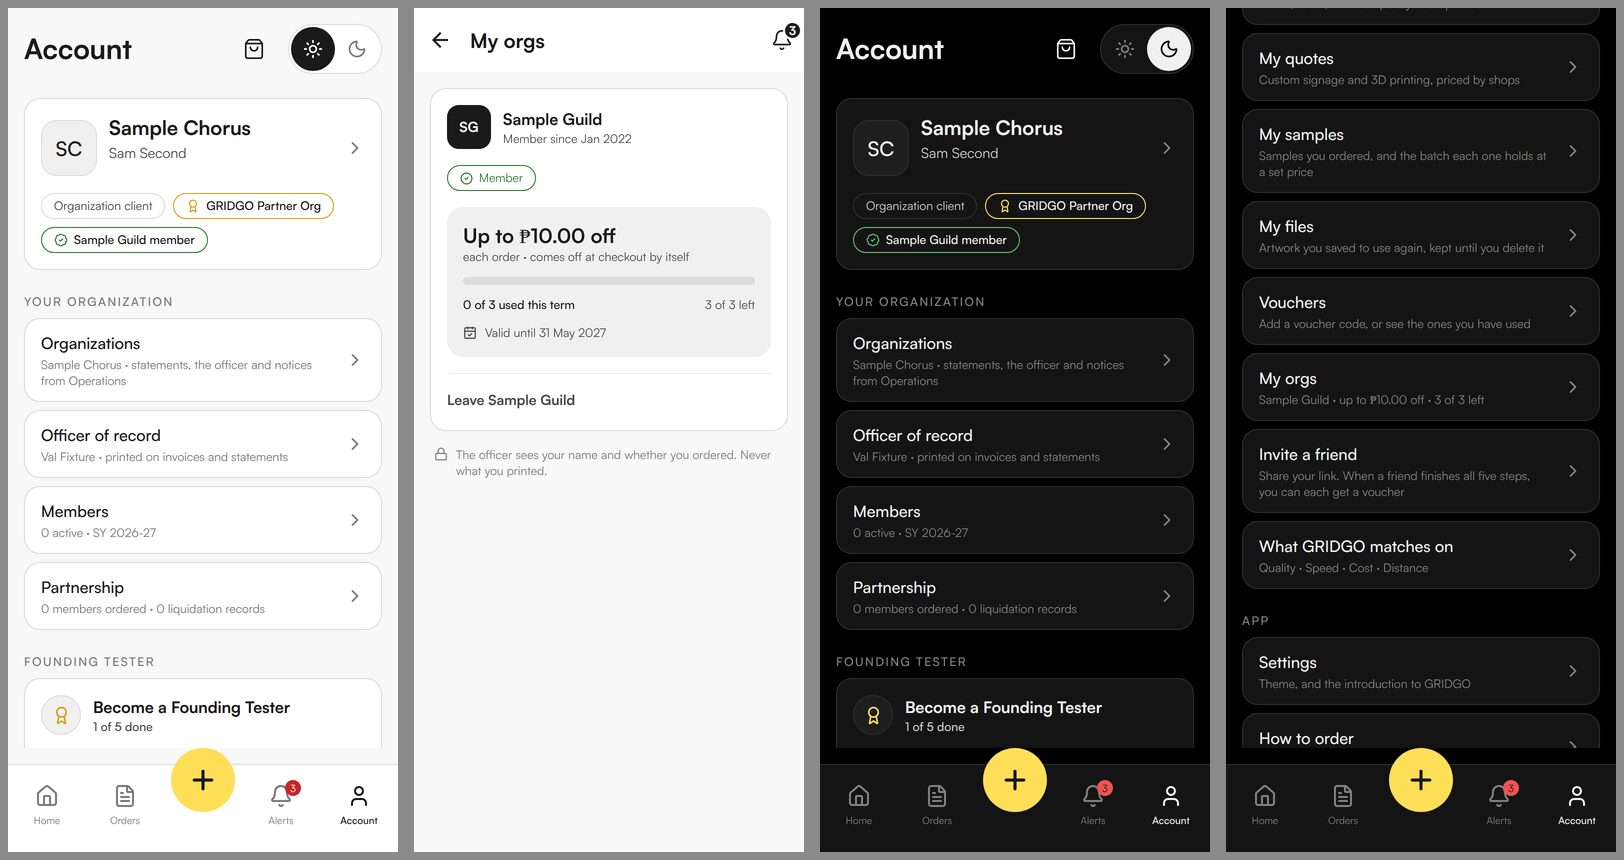 Account
SC
Sample Chorus
Sam Second
Organization client
GRIDGO Partner Org
Sample Guild member
YOUR ORGANIZATION
Organizations
Sample Chorus · statements, the officer and notices
from Operations
Officer of record
Val Fixture · printed on invoices and statements
Members
0 active · SY 2026-27
Partnership
0 members ordered · 0 liquidation records
FOUNDING TESTER
Become a Founding Tester
1 of 5 done
3
Home
Orders
Alerts
Account
My orgs
3
SG
Sample Guild
Member since Jan 2022
Member
Up to ₱10.00 off
each order · comes off at checkout by itself
0 of 3 used this term
3 of 3 left
Valid until 31 May 2027
Leave Sample Guild
The officer sees your name and whether you ordered. Never
what you printed.
Account
SC
Sample Chorus
Sam Second
Organization client
GRIDGO Partner Org
Sample Guild member
YOUR ORGANIZATION
Organizations
Sample Chorus · statements, the officer and notices
from Operations
Officer of record
Val Fixture · printed on invoices and statements
Members
0 active · SY 2026-27
Partnership
0 members ordered · 0 liquidation records
FOUNDING TESTER
Become a Founding Tester
1 of 5 done
3
Home
Orders
Alerts
Account
My quotes
Custom signage and 3D printing, priced by shops
My samples
Samples you ordered, and the batch each one holds at
a set price
My files
Artwork you saved to use again, kept until you delete it
Vouchers
Add a voucher code, or see the ones you have used
My orgs
Sample Guild · up to ₱10.00 off · 3 of 3 left
Invite a friend
Share your link. When a friend finishes all five steps,
you can each get a voucher
What GRIDGO matches on
Quality · Speed · Cost · Distance
APP
Settings
Theme, and the introduction to GRIDGO
How to order
3
Home
Orders
Alerts
Account